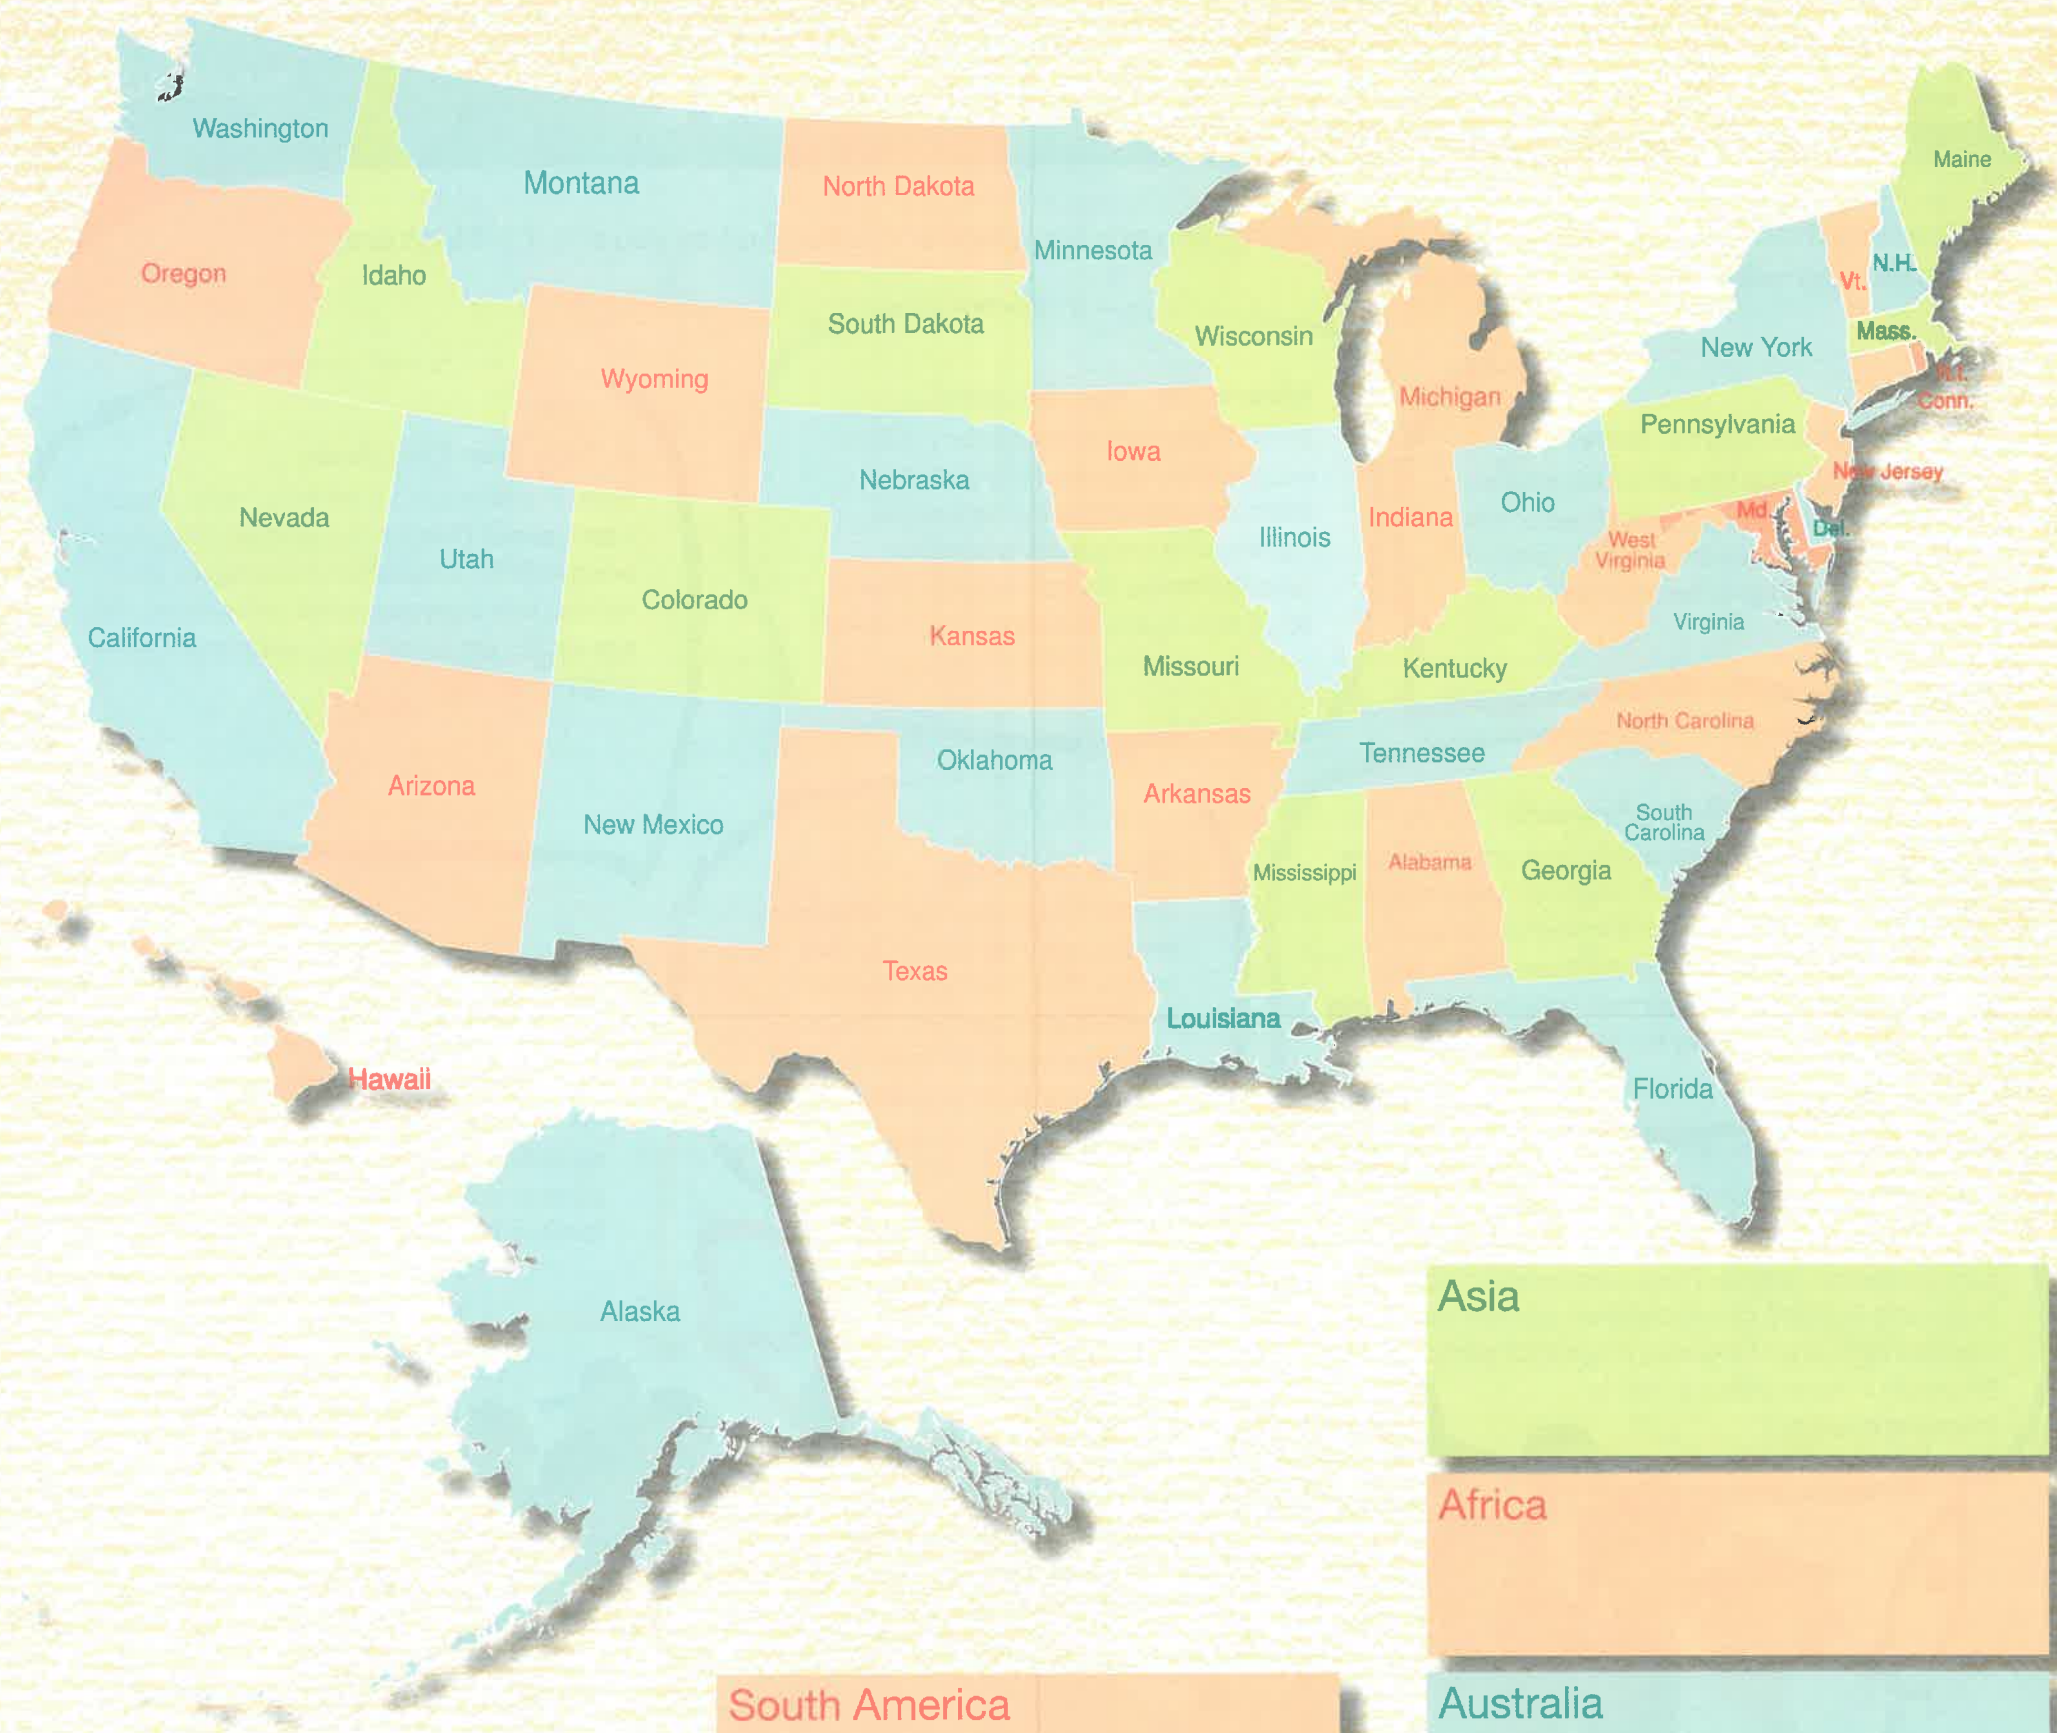 Washington
Montana
North Dakota
Minnesota
Maine
Oregon
Idaho
South Dakota
Wisconsin
Michigan
New York
Vt.
N.H.
Mass.
R.I.
Conn.
Wyoming
Iowa
Pennsylvania
New Jersey
Nebraska
Nevada
Utah
Colorado
Illinois
Indiana
Ohio
West
Virginia
Md.
Del.
Virginia
California
Kansas
Missouri
Kentucky
North Carolina
Tennessee
Oklahoma
Arkansas
Arizona
New Mexico
South
Carolina
Mississippi
Alabama
Georgia
Texas
Louisiana
Florida
Hawaii
Alaska
Asia
Africa
South America
Australia